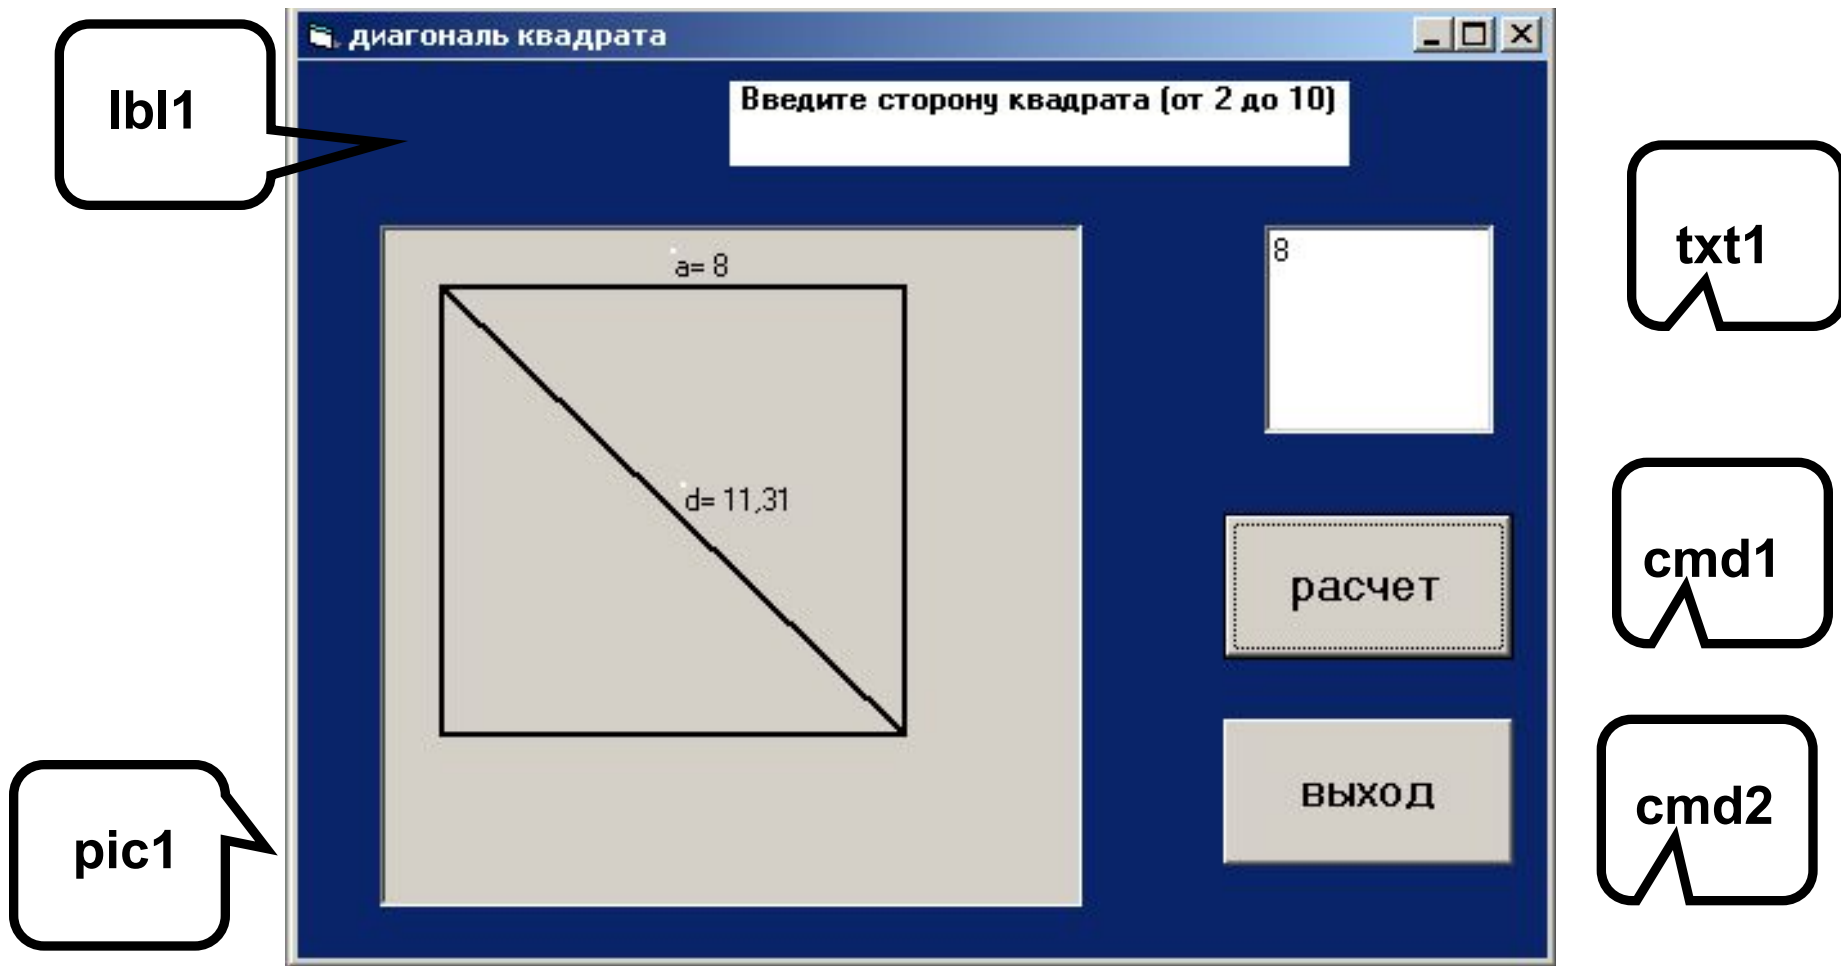 lbl1
диагональ квадрата
Введите сторону квадрата (от 2 до 10)
a= 8
8
txt1
d= 11,31
расчет
cmd1
выход
cmd2
pic1